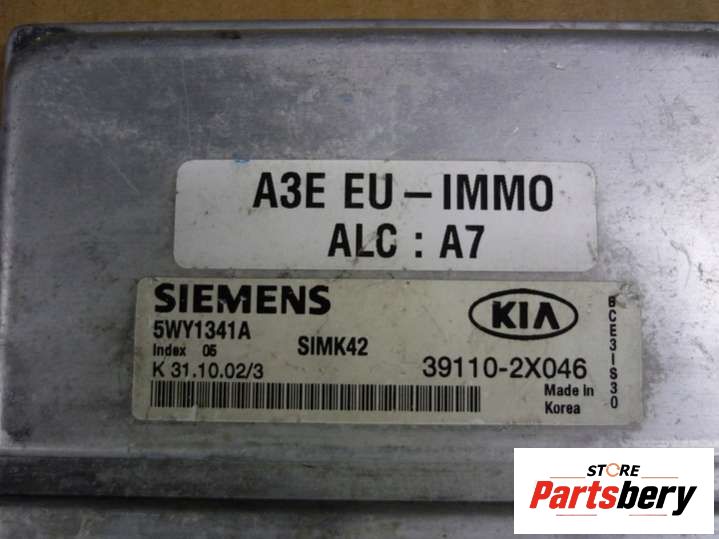 A3E EU – IMMO
ALC : A7
SIEMENS
KIA
5WY1341A
Index 05
SIMK42
39110-2X046
K 31.10.02/3
Made in
Korea
BCE3IS30
STORE
Partsbery